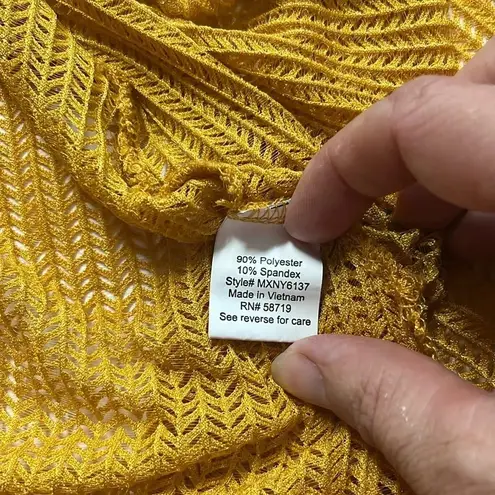 90% Polyester
10% Spandex
Style# MXNY6137
Made in Vietnam
RN# 58719
See reverse for care